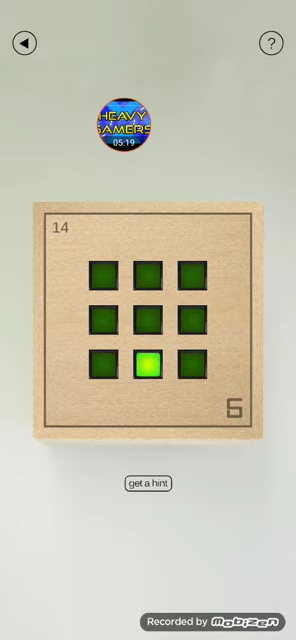 ?
HEAVY
GAMERS
05:19
14
6
get a hint
Recorded by Mobizen